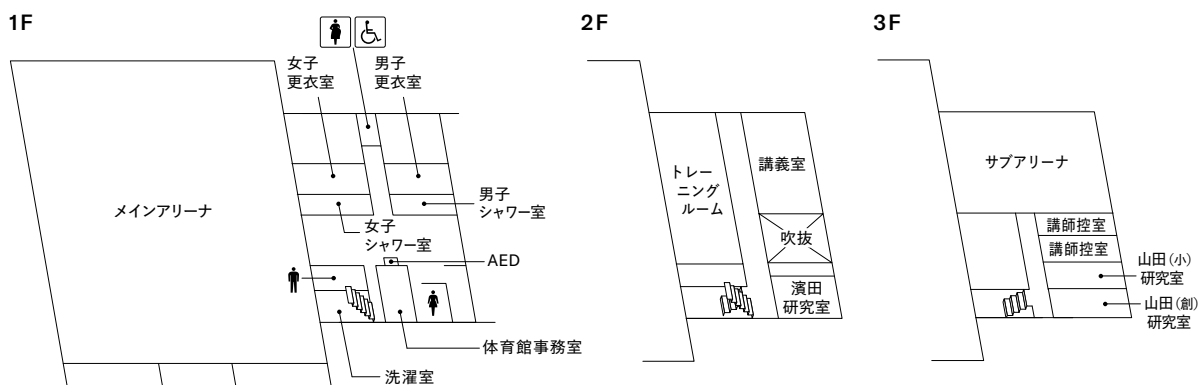 1F
女子
更衣室
男子
更衣室
メインアリーナ
男子
シャワー室
女子
シャワー室
AED
体育館事務室
洗濯室
2F
トレー
ニング
ルーム
講義室
吹抜
濱田
研究室
3F
サブアリーナ
講師控室
講師控室
山田(小)
研究室
山田(創)
研究室